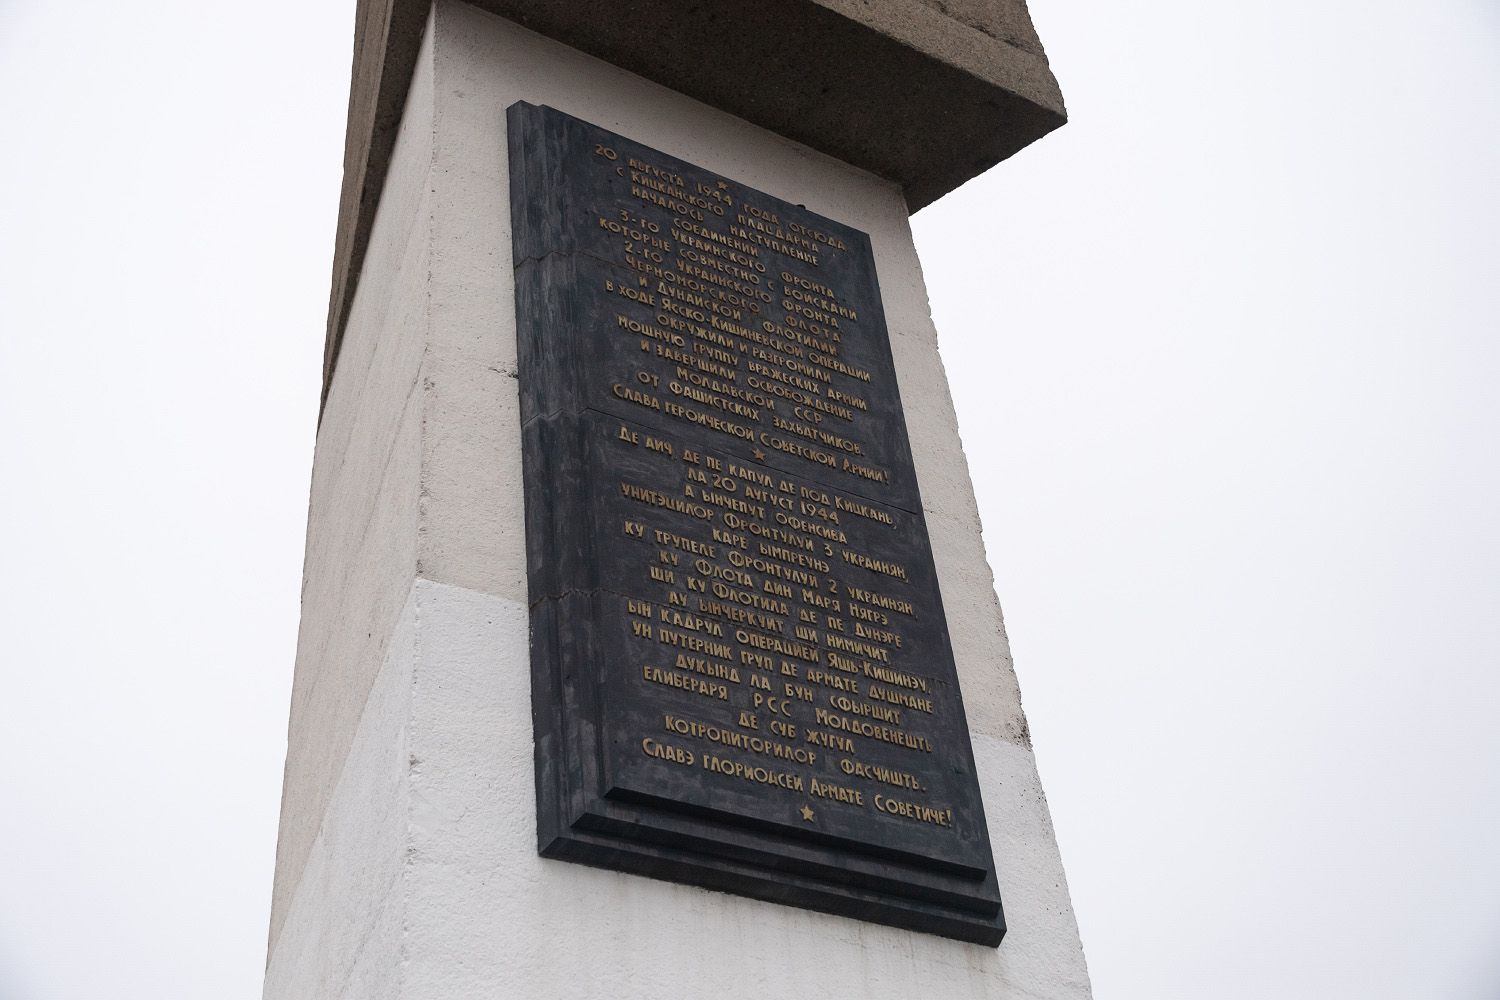 20 АВГУСТА 1944 ГОДА ОТСЮДА
С КИЦКАНСКОГО ПЛАЦДАРМА
НАЧАЛОСЬ НАСТУПЛЕНИЕ
СОЕДИНЕНИЙ
3-ГО УКРАИНСКОГО ФРОНТА.
КОТОРЫЕ СОВМЕСТНО С ВОЙСКАМИ
2-ГО УКРАИНСКОГО ФРОНТА
ЧЕРНОМОРСКОГО ФЛОТА
И ДУНАЙСКОЙ ФЛОТИЛИИ
В ХОДЕ ЯССКО-КИШИНЕВСКОЙ ОПЕРАЦИИ
ОКРУЖИЛИ И РАЗГРОМИЛИ
МОЩНУЮ ГРУППУ ВРАЖЕСКИХ АРМИИ
И ЗАВЕРШИЛИ ОСВОБОЖДЕНИЕ
МОЛДАВСКОЙ ССР
ОТ ФАШИСТСКИХ ЗАХВАТЧИКОВ.
СЛАВА ГЕРОИЧЕСКОЙ СОВЕТСКОЙ АРМИИ!
ДЕ АИЧ, ДЕ ПЕ КАПУЛ ДЕ ПОД КИЦКАНЬ,
ЛА 20 АУГУСТ 1944
А ЫНЧЕПУТ ОФЕНСИВА
УНИТЭЦИЛОР ФРОНТУЛУЙ 3 УКРАИНЯН,
КАРЕ ЫМПРЕУНЭ
КУ ТРУПЕЛЕ ФРОНТУЛУЙ 2 УКРАИНЯН,
КУ ФЛОТА ДИН МАРЯ НЯГРЭ
ШИ КУ ФЛОТИЛА ДЕ ПЕ ДУНЭРЕ
АУ ЫНЧЕРКУИТ ШИ НИМИЧИТ
ЫН КАДРУЛ ОПЕРАЦИЕЙ ЯШЬ-КИШИНЭУ,
УН ПУТЕРНИК ГРУП ДЕ АРМАТЕ ДУШМАНЕ
ДУКЫНД ЛА БУН СФЫРШИТ
ЕЛИБЕРАРЯ РСС МОЛДОВЕНЕШТЬ
ДЕ СУБ ЖУГУЛ
КОТРОПИТОРИЛОР ФАСЧИШТЬ.
СЛАВЭ ГЛОРИОАСЕЙ АРМАТЕ СОВЕТИЧЕ!